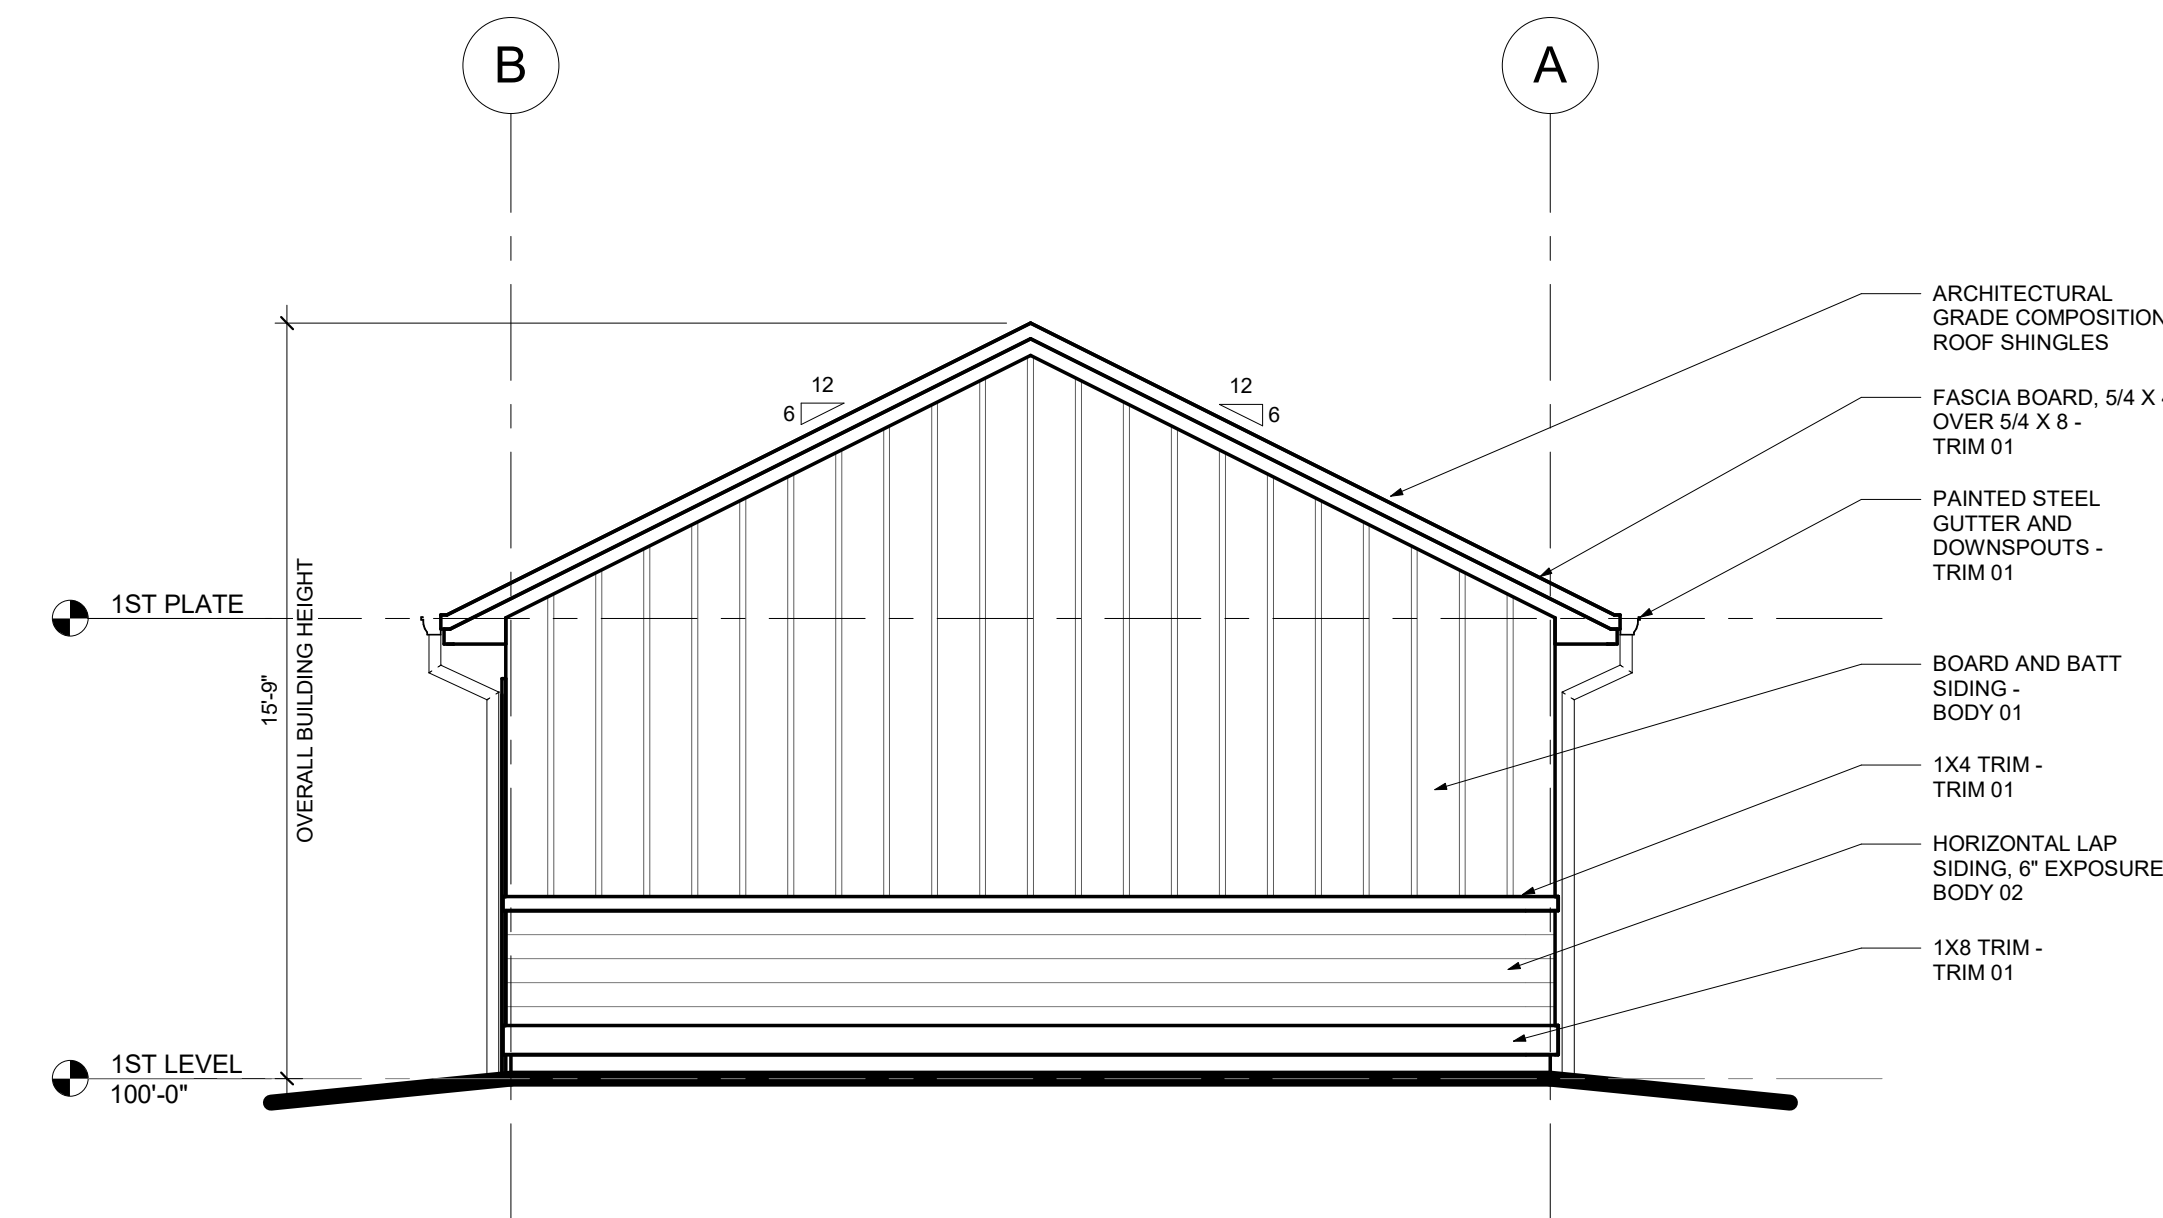 B
A
ARCHITECTURAL
GRADE COMPOSITION
ROOF SHINGLES
12
6
12
6
FASCIA BOARD, 5/4 X
OVER 5/4 X 8 -
TRIM 01
PAINTED STEEL
GUTTER AND
DOWNSPOUTS -
TRIM 01
1ST PLATE
15'-9"
OVERALL BUILDING HEIGHT
BOARD AND BATT
SIDING -
BODY 01
1X4 TRIM -
TRIM 01
HORIZONTAL LAP
SIDING, 6" EXPOSURE
BODY 02
1X8 TRIM -
TRIM 01
1ST LEVEL
100'-0"